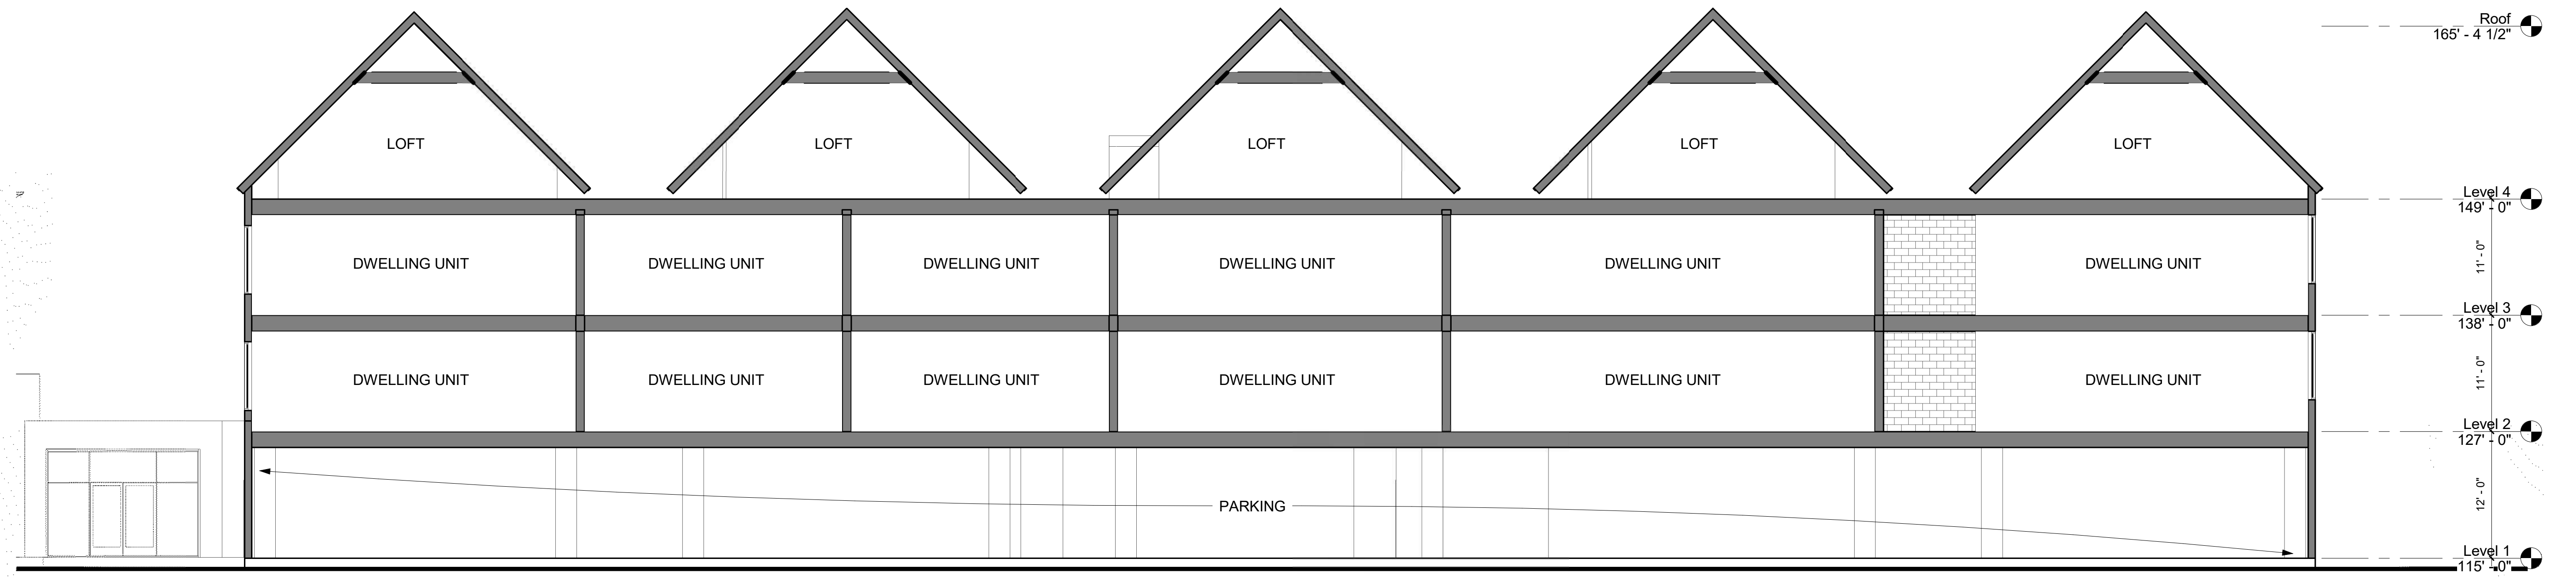 Roof
165' - 4 1/2"
LOFT LOFT LOFT LOFT LOFT
Level 4
149' - 0"
11' - 0"
DWELLING UNIT DWELLING UNIT DWELLING UNIT DWELLING UNIT DWELLING UNIT DWELLING UNIT
Level 3
138' - 0"
11' - 0"
DWELLING UNIT DWELLING UNIT DWELLING UNIT DWELLING UNIT DWELLING UNIT DWELLING UNIT
Level 2
127' - 0"
12' - 0"
PARKING
Level 1
115' - 0"